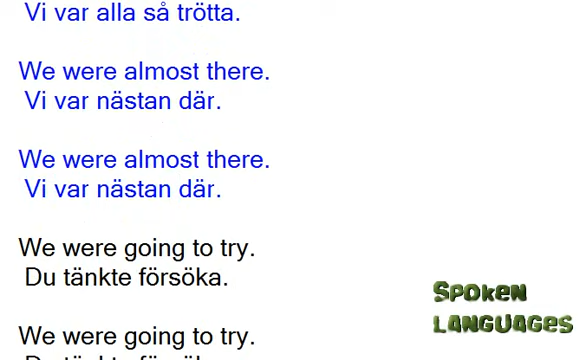 Vi var alla så trötta.
We were almost there.
Vi var nästan där.
We were almost there.
Vi var nästan där.
We were going to try.
Du tänkte försöka.
We were going to try.
Spoken
Languages